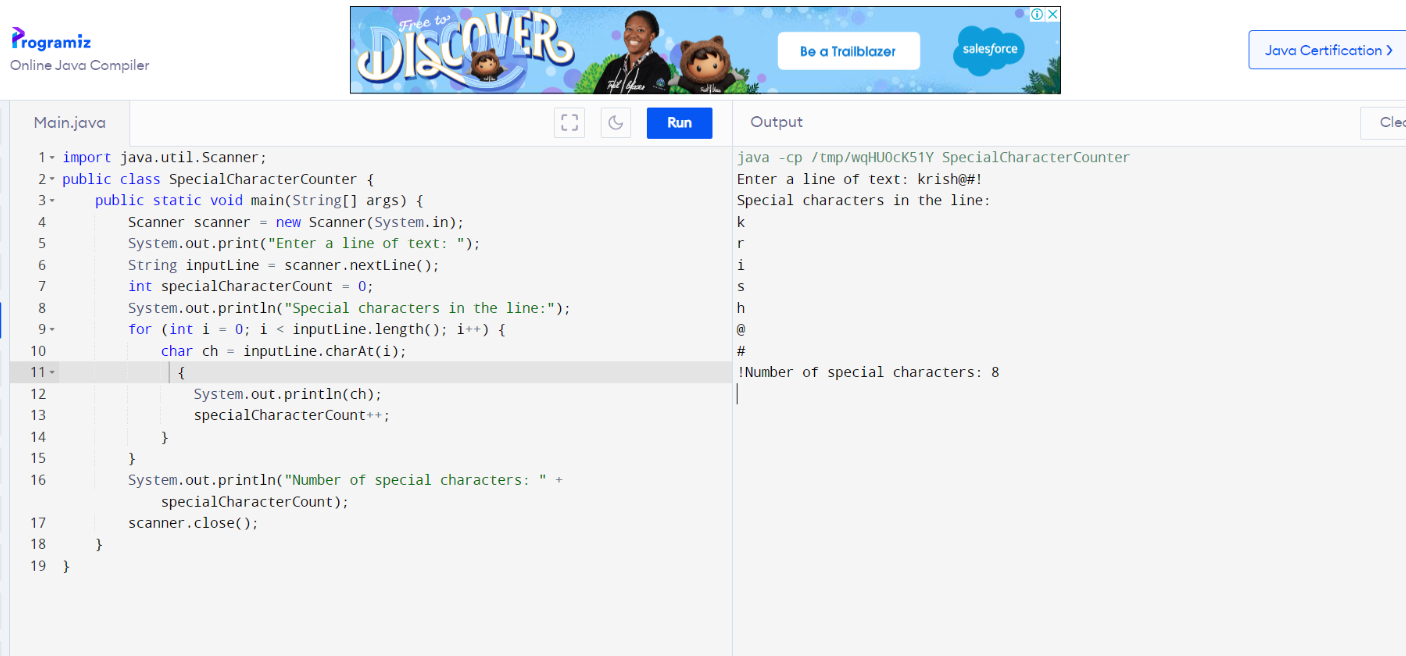 Programiz
Online Java Compiler
Free to
DISCOVER
Be a Trailblazer
salesforce
Java Certification >
Main.java
Run
Output
Clea
1 import java.util.Scanner;
2 public class SpecialCharacterCounter {
3 public static void main(String[] args) {
4 Scanner scanner = new Scanner(System.in);
5 System.out.print("Enter a line of text: ");
6 String inputLine = scanner.nextLine();
7 int specialCharacterCount = 0;
8 System.out.println("Special characters in the line:");
9 for (int i = 0; i < inputLine.length(); i++) {
10 char ch = inputLine.charAt(i);
11 {
12 System.out.println(ch);
13 specialCharacterCount++;
14 }
15 }
16 System.out.println("Number of special characters: " +
specialCharacterCount);
17 scanner.close();
18 }
19 }
java -cp /tmp/wqHUOcK51Y SpecialCharacterCounter
Enter a line of text: krish@#!
Special characters in the line:
k
r
i
s
h
@
#
!Number of special characters: 8